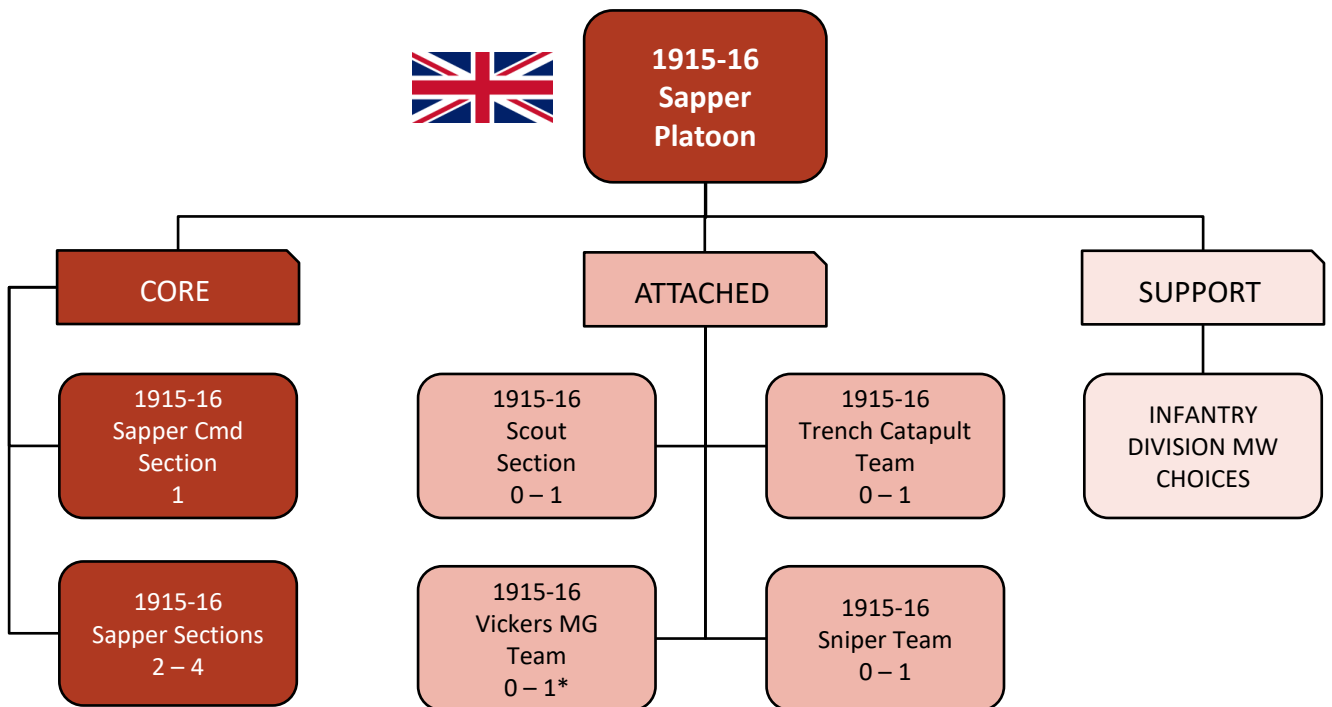 1915-16
Sapper
Platoon
CORE
ATTACHED
SUPPORT
1915-16
Sapper Cmd
Section
1
1915-16
Scout
Section
0 – 1
1915-16
Trench Catapult
Team
0 – 1
INFANTRY
DIVISION MW
CHOICES
1915-16
Sapper Sections
2 – 4
1915-16
Vickers MG
Team
0 – 1*
1915-16
Sniper Team
0 – 1